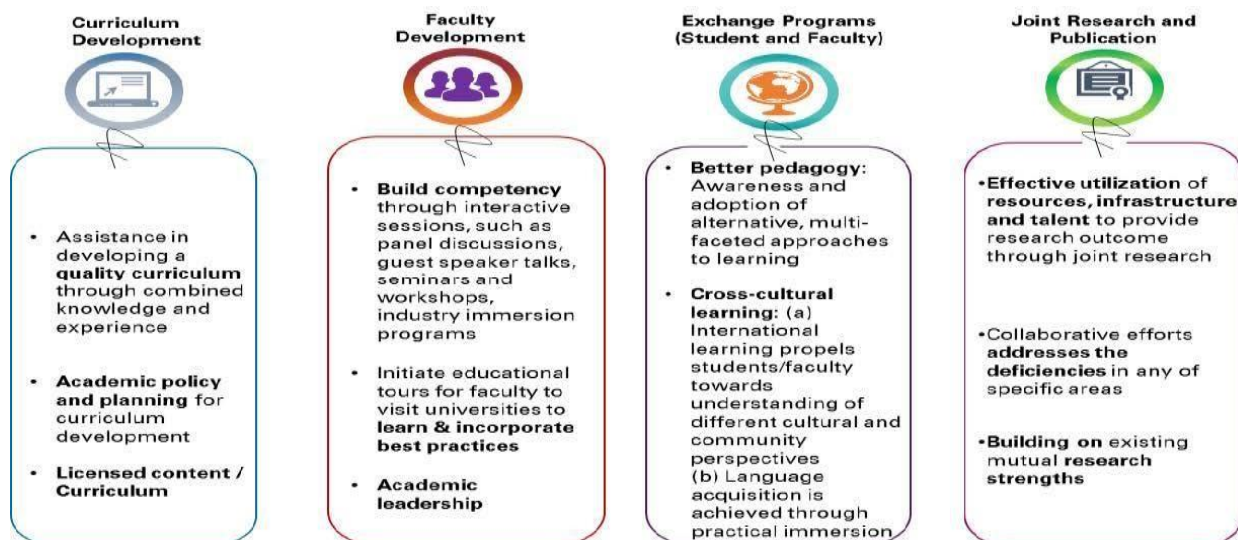 Curriculum
Development
• Assistance in
developing a
quality curriculum
through combined
knowledge and
experience
• Academic policy
and planning for
curriculum
development
• Licensed content /
Curriculum
Faculty
Development
• Build competency
through interactive
sessions, such as
panel discussions,
guest speaker talks,
seminars and
workshops,
industry immersion
programs
• Initiate educational
tours for faculty to
visit universities to
learn & incorporate
best practices
• Academic
leadership
Exchange Programs
(Student and Faculty)
• Better pedagogy:
Awareness and
adoption of
alternative, multi-
faceted approaches
to learning
• Cross-cultural
learning: (a)
International
learning propels
students/faculty
towards
understanding of
different cultural and
community
perspectives
(b) Language
acquisition is
achieved through
practical immersion
Joint Research and
Publication
•Effective utilization of
resources, infrastructure
and talent to provide
research outcome
through joint research
•Collaborative efforts
addresses the
deficiencies in any of
specific areas
•Building on existing
mutual research
strengths